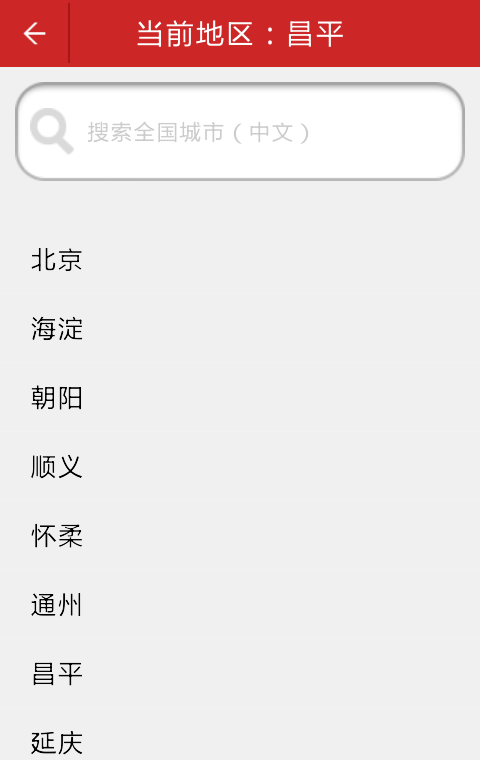 当前地区：昌平
搜索全国城市（中文）
北京
海淀
朝阳
顺义
怀柔
通州
昌平
延庆